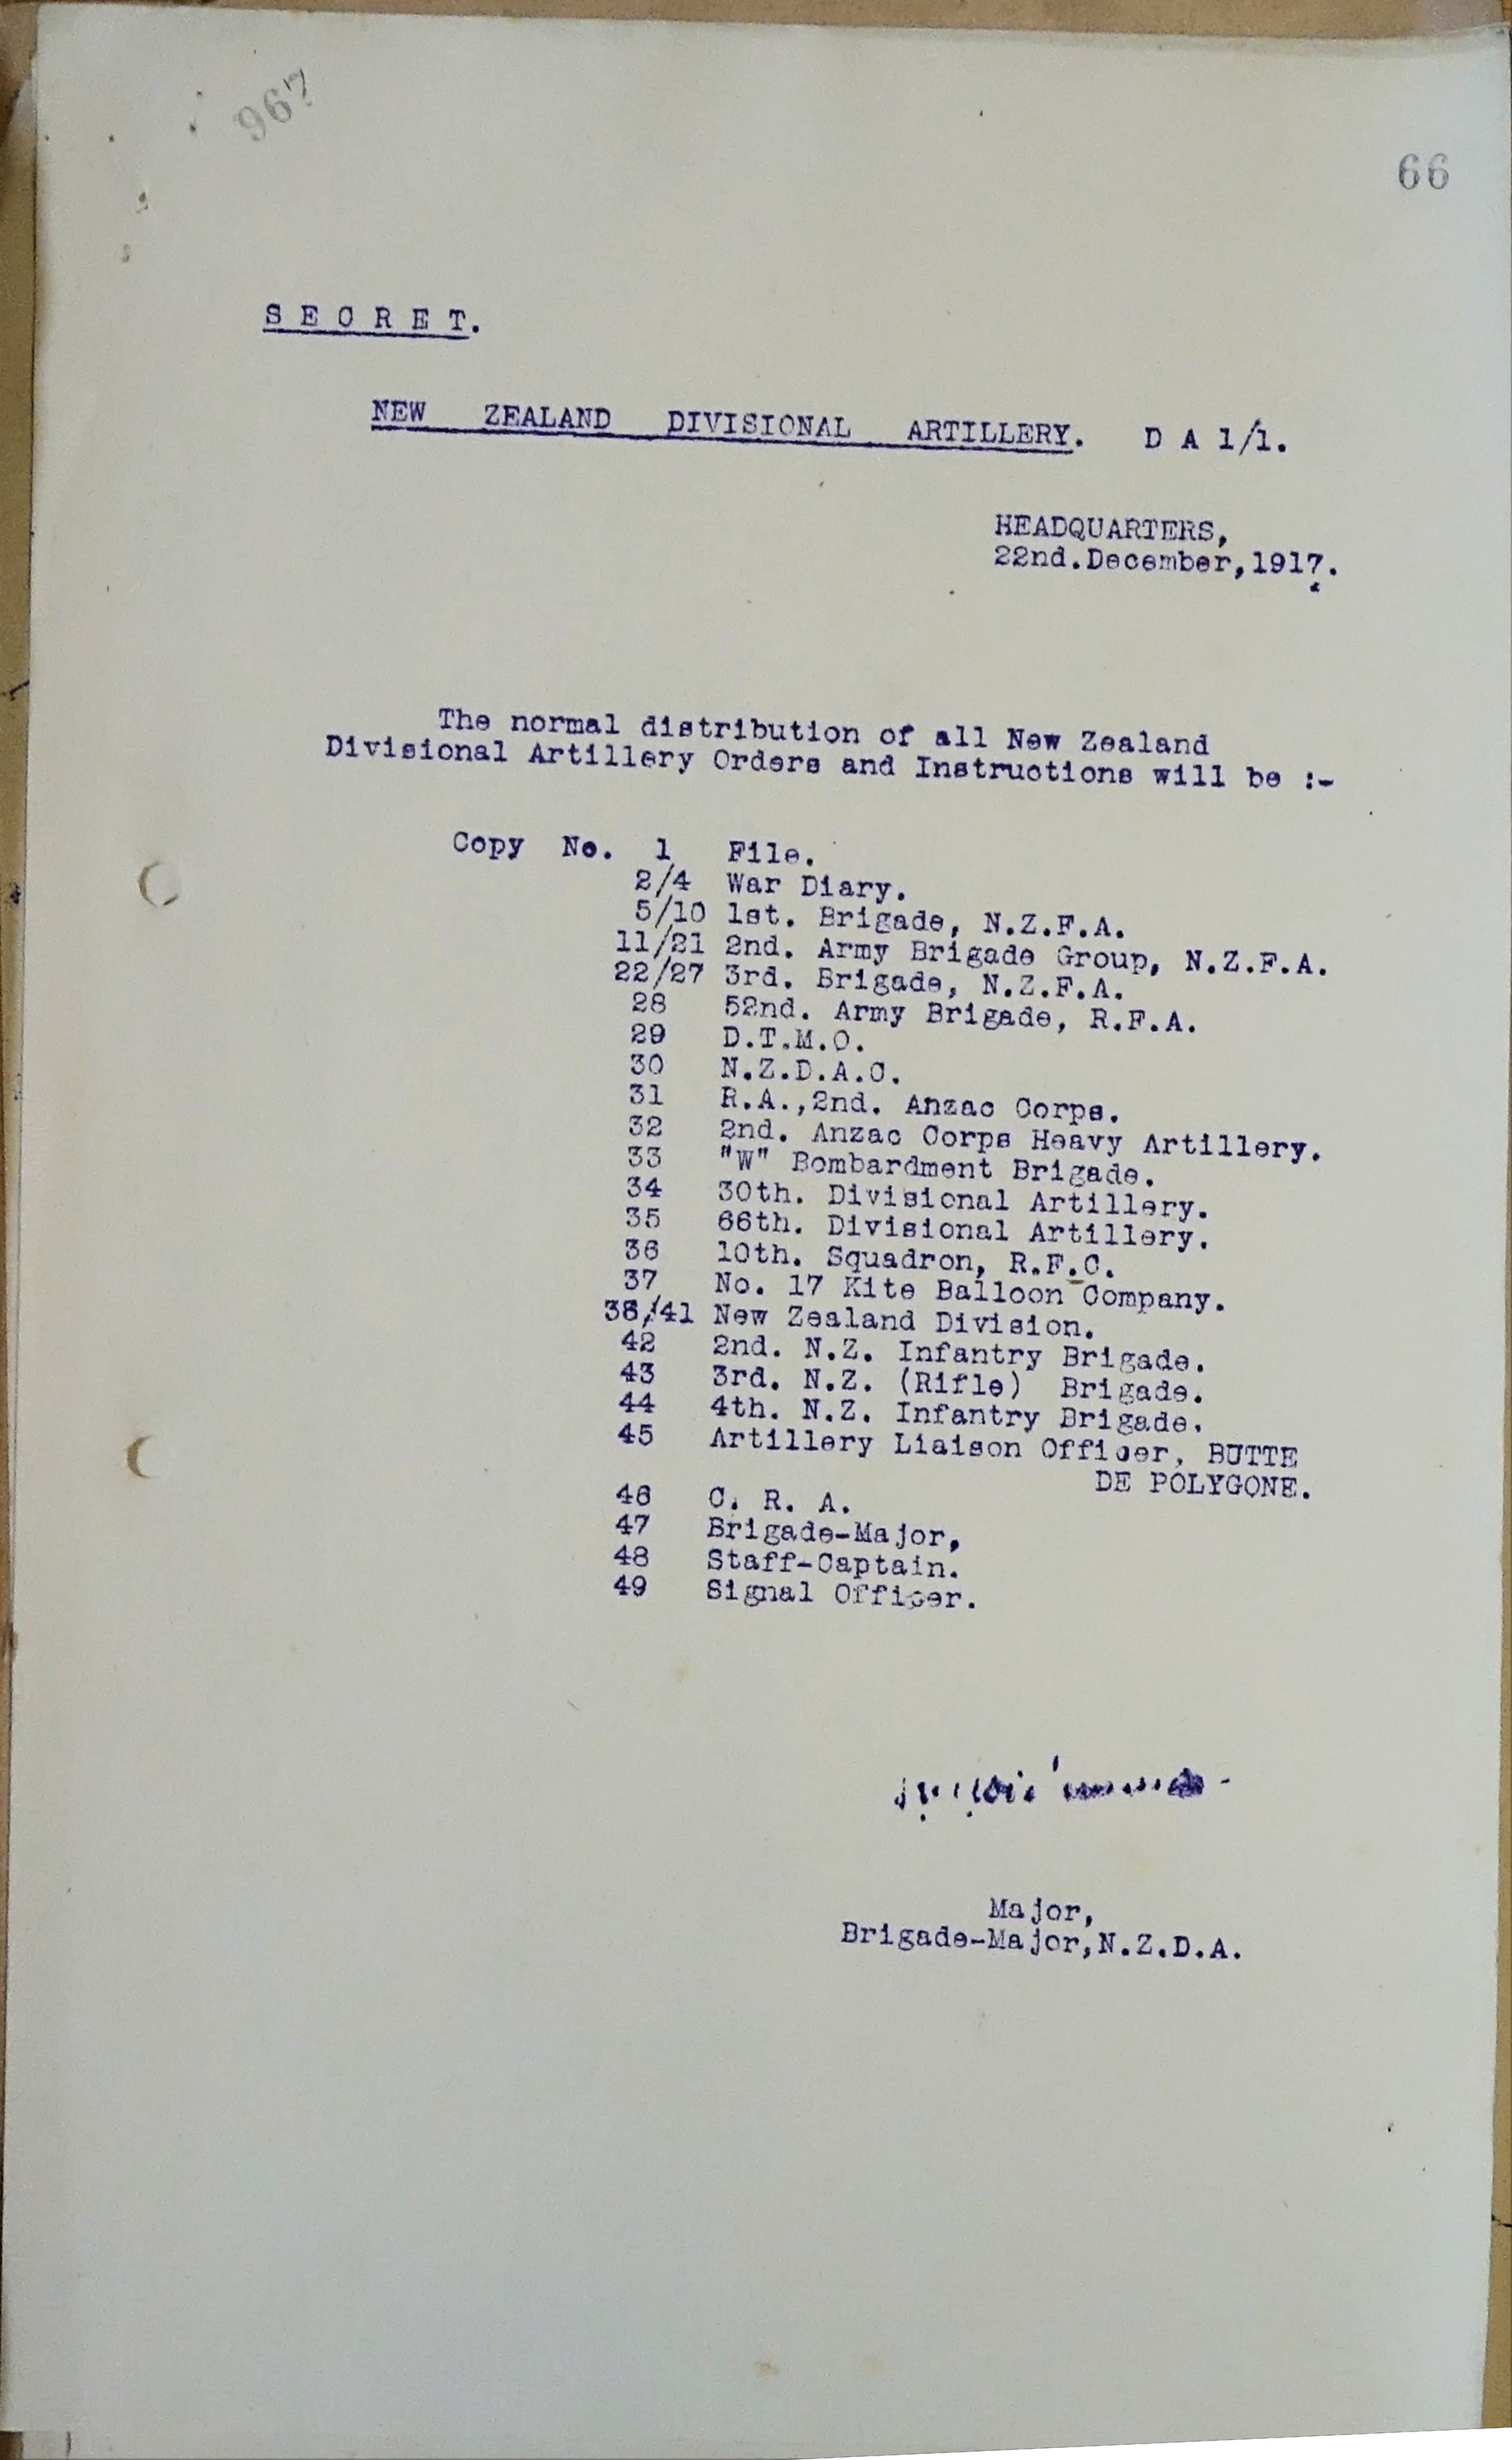 967
66
S E C R E T.
NEW ZEALAND DIVISIONAL ARTILLERY. D A 1/1.
HEADQUARTERS,
22nd.December,1917.
The normal distribution of all New Zealand
Divisional Artillery Orders and Instructions will be :-
Copy No. 1 File.
2/4 War Diary.
5/10 1st. Brigade, N.Z.F.A.
11/21 2nd. Army Brigade Group, N.Z.F.A.
22/27 3rd. Brigade, N.Z.F.A.
28 52nd. Army Brigade, R.F.A.
29 D.T.M.O.
30 N.Z.D.A.C.
31 R.A.,2nd. Anzac Corps.
32 2nd. Anzac Corps Heavy Artillery.
33 "W" Bombardment Brigade.
34 30th. Divisional Artillery.
35 66th. Divisional Artillery.
36 10th. Squadron, R.F.C.
37 No. 17 Kite Balloon Company.
38/41 New Zealand Division.
42 2nd. N.Z. Infantry Brigade.
43 3rd. N.Z. (Rifle) Brigade.
44 4th. N.Z. Infantry Brigade.
45 Artillery Liaison Officer, BUTTE
DE POLYGONE.
46 C. R. A.
47 Brigade-Major,
48 Staff-Captain.
49 Signal Officer.
Major,
Brigade-Major,N.Z.D.A.